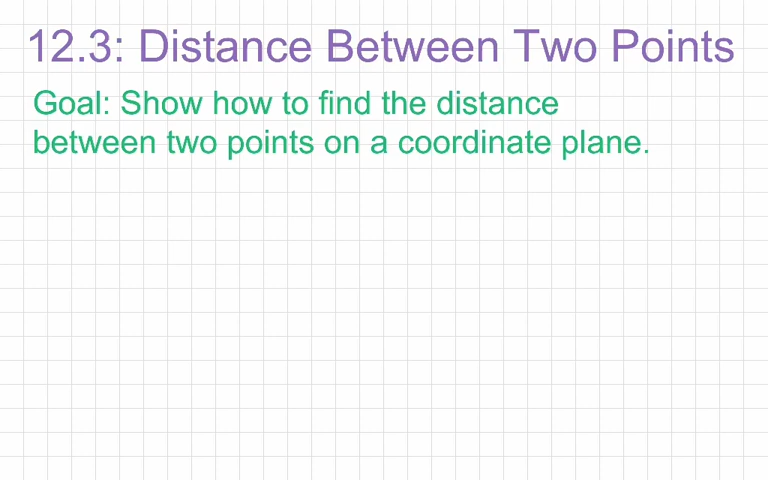 12.3: Distance Between Two Points
Goal: Show how to find the distance
between two points on a coordinate plane.